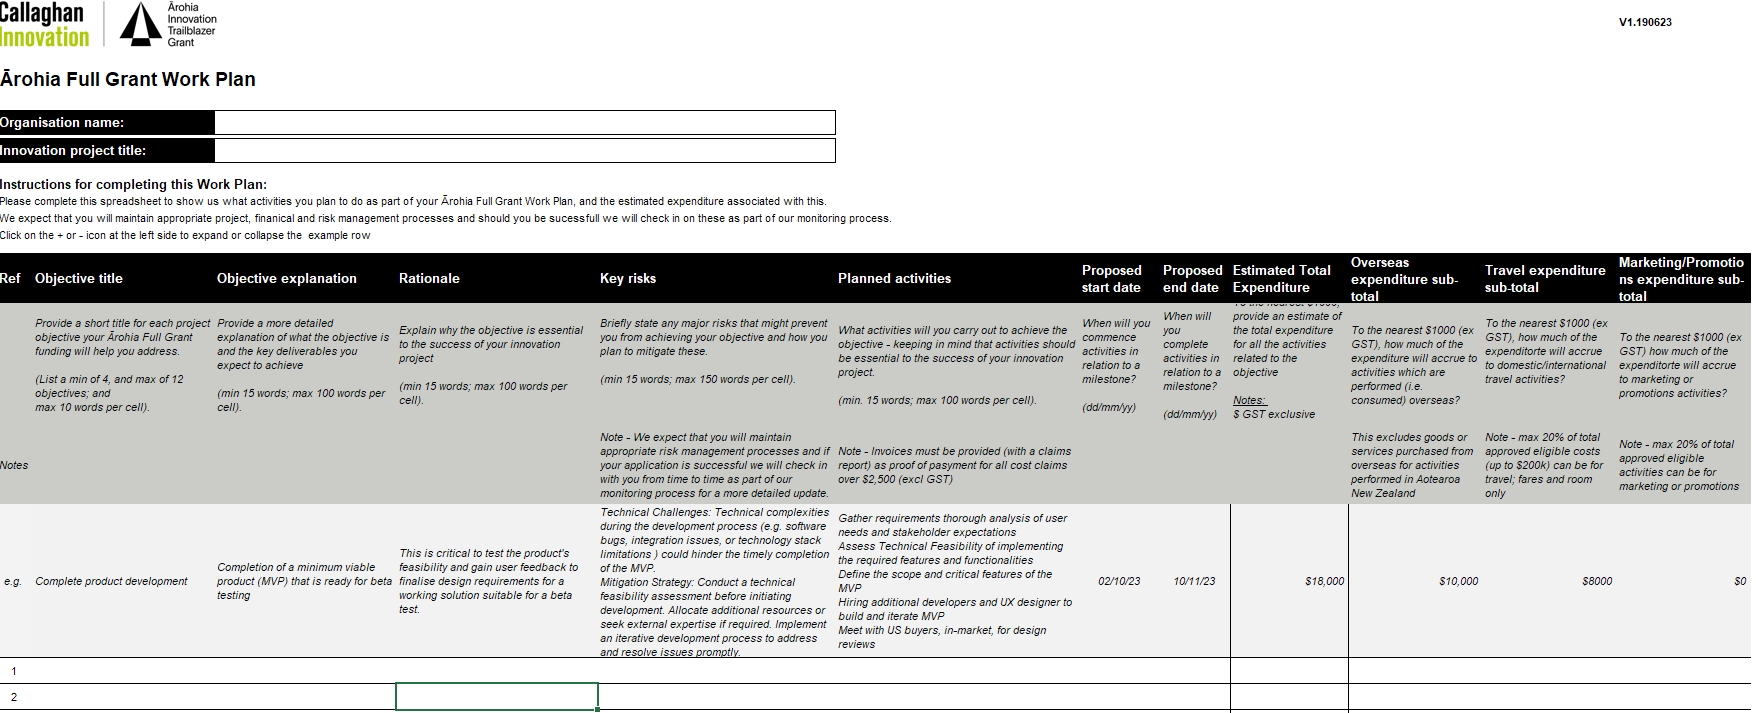 Callaghan
Innovation
Ārohia
Innovation
Trailblazer
Grant
V1.190623
Ārohia Full Grant Work Plan
Organisation name:
Innovation project title:
Instructions for completing this Work Plan:
Please complete this spreadsheet to show us what activities you plan to do as part of your Ārohia Full Grant Work Plan, and the estimated expenditure associated with this.
We expect that you will maintain appropriate project, finanical and risk management processes and should you be sucessfull we will check in on these as part of our monitoring process.
Click on the + or - icon at the left side to expand or collapse the example row
Ref
Objective title
Objective explanation
Rationale
Key risks
Planned activities
Proposed
start date
Proposed
end date
Estimated Total
Expenditure
Overseas
expenditure sub-
total
Travel expenditure
sub-total
Marketing/Promotio
ns expenditure sub-
total
Notes
Provide a short title for each project
objective your Ārohia Full Grant
funding will help you address.
(List a min of 4, and max of 12
objectives; and
max 10 words per cell).
Provide a more detailed
explanation of what the objective is
and the key deliverables you
expect to achieve
(min 15 words; max 100 words per
cell).
Explain why the objective is essential
to the success of your innovation
project
(min 15 words; max 100 words per
cell).
Briefly state any major risks that might prevent
you from achieving your objective and how you
plan to mitigate these.
(min 15 words; max 150 words per cell).
Note - We expect that you will maintain
appropriate risk management processes and if
your application is successful we will check in
with you from time to time as part of our
monitoring process for a more detailed update.
What activities will you carry out to achieve the
objective - keeping in mind that activities should
be essential to the success of your innovation
project.
(min. 15 words; max 100 words per cell).
Note - Invoices must be provided (with a claims
report) as proof of pasyment for all cost claims
over $2,500 (excl GST)
When will you
commence
activities in
relation to a
milestone?
(dd/mm/yy)
When will
you
complete
activities in
relation to a
milestone?
(dd/mm/yy)
To the nearest $1000,
provide an estimate of
the total expenditure
for all the activities
related to the
objective
Notes:
$ GST exclusive
To the nearest $1000 (ex
GST), how much of the
expenditure will accrue to
activities which are
performed (i.e.
consumed) overseas?
This excludes goods or
services purchased from
overseas for activities
performed in Aotearoa
New Zealand
To the nearest $1000 (ex
GST), how much of the
expenditorte will accrue
to domestic/international
travel activities?
Note - max 20% of total
approved eligible costs
(up to $200k) can be for
travel; fares and room
only
To the nearest $1000 (ex
GST) how much of the
expenditorte will accrue
to marketing or
promotions activities?
Note - max 20% of total
approved eligible
activities can be for
marketing or promotions
e.g.
Complete product development
Completion of a minimum viable
product (MVP) that is ready for beta
testing
This is critical to test the product's
feasibility and gain user feedback to
finalise design requirements for a
working solution suitable for a beta
test.
Technical Challenges: Technical complexities
during the development process (e.g. software
bugs, integration issues, or technology stack
limitations ) could hinder the timely completion
of the MVP.
Mitigation Strategy: Conduct a technical
feasibility assessment before initiating
development. Allocate additional resources or
seek external expertise if required. Implement
an iterative development process to address
and resolve issues promptly.
Gather requirements thorough analysis of user
needs and stakeholder expectations
Assess Technical Feasibility of implementing
the required features and functionalities
Define the scope and critical features of the
MVP
Hiring additional developers and UX designer to
build and iterate MVP
Meet with US buyers, in-market, for design
reviews
02/10/23
10/11/23
$18,000
$10,000
$8000
$0
1
2